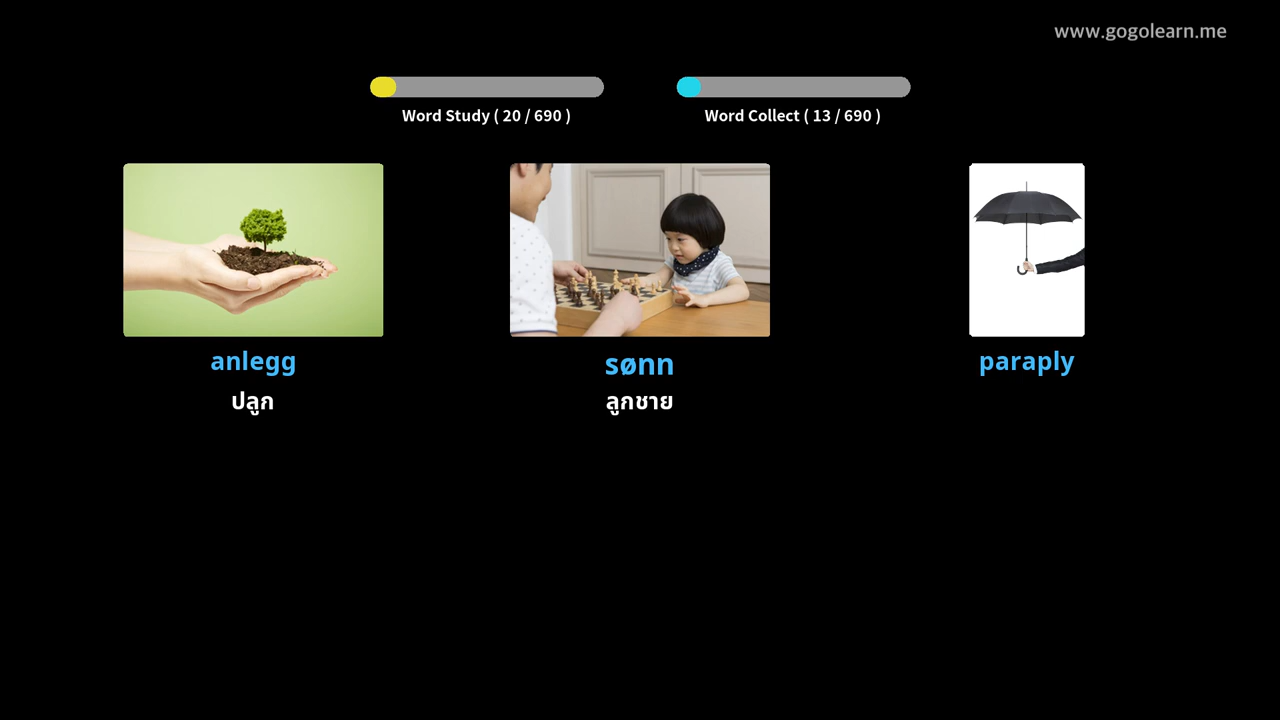 www.gogolearn.me
Word Study ( 20 / 690 )
Word Collect ( 13 / 690 )
anlegg
ปลูก
sønn
ลูกชาย
paraply